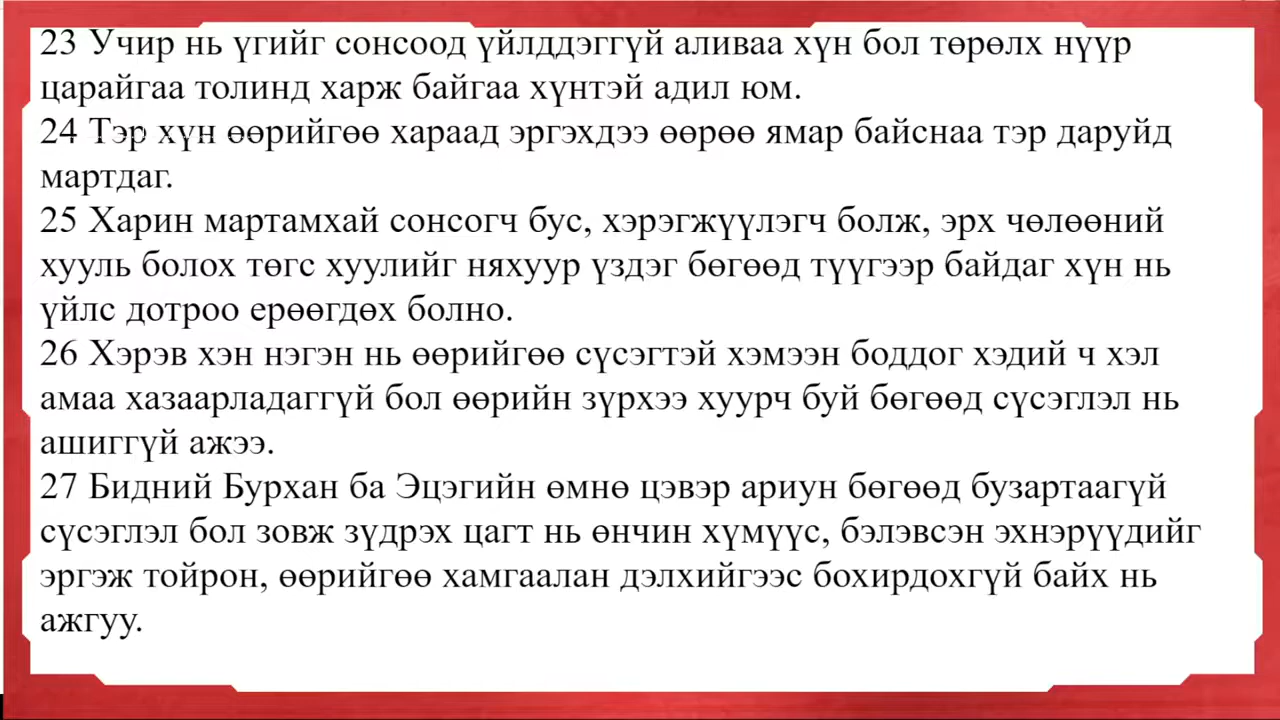 23 Учир нь үгийг сонсоод үйлддэггүй аливаа хүн бол төрөлх нүүр
царайгаа толинд харж байгаа хүнтэй адил юм.
24 Тэр хүн өөрийгөө хараад эргэхдээ өөрөө ямар байснаа тэр даруйд
мартдаг.
25 Харин мартамхай сонсогч бус, хэрэгжүүлэгч болж, эрх чөлөөний
хууль болох төгс хуулийг няхуур үздэг бөгөөд түүгээр байдаг хүн нь
үйлс дотроо ерөөгдөх болно.
26 Хэрэв хэн нэгэн нь өөрийгөө сүсэгтэй хэмээн боддог хэдий ч хэл
амаа хазаарладаггүй бол өөрийн зүрхээ хуурч буй бөгөөд сүсэглэл нь
ашиггүй ажээ.
27 Бидний Бурхан ба Эцэгийн өмнө цэвэр ариун бөгөөд бузартаагүй
сүсэглэл бол зовж зүдрэх цагт нь өнчин хүмүүс, бэлэвсэн эхнэрүүдийг
эргэж тойрон, өөрийгөө хамгаалан дэлхийгээс бохирдохгүй байх нь
ажгуу.